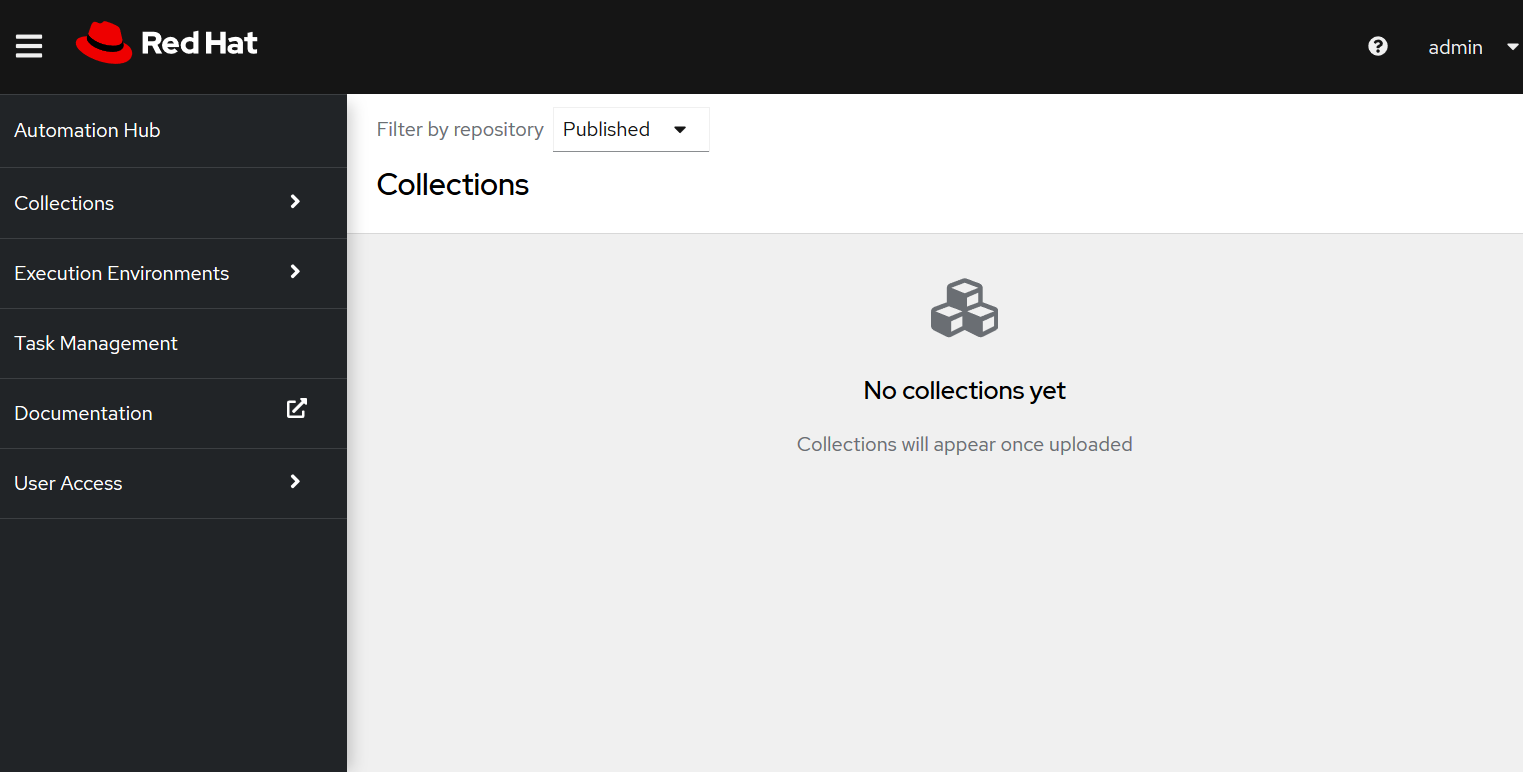 Red Hat
admin
Automation Hub
Collections
Execution Environments
Task Management
Documentation
User Access
Filter by repository Published
Collections
No collections yet
Collections will appear once uploaded